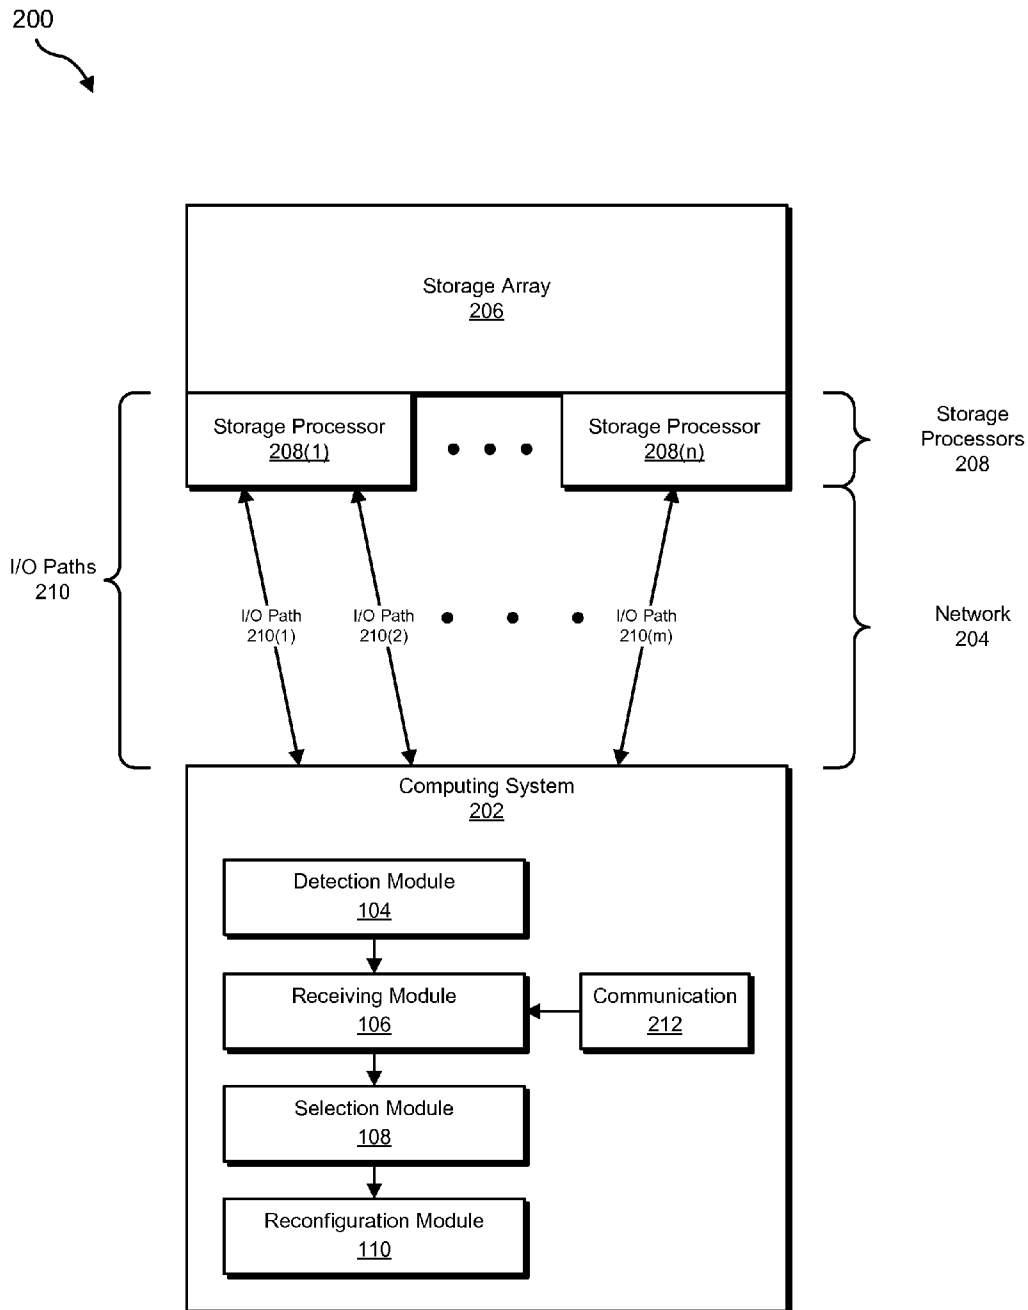 200
Storage Array
206
Storage Processor
208(1)
Storage Processor
208(n)
Storage
Processors
208
I/O Paths
210
I/O Path
210(1)
I/O Path
210(2)
I/O Path
210(m)
Network
204
Computing System
202
Detection Module
104
Receiving Module
106
Communication
212
Selection Module
108
Reconfiguration Module
110